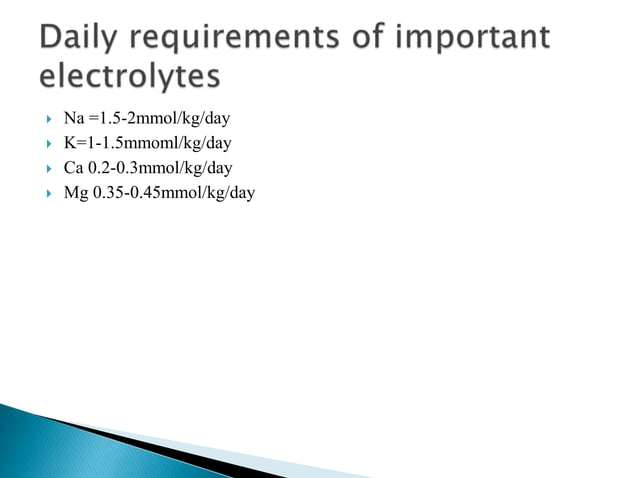 Daily requirements of important
electrolytes
Na =1.5-2mmol/kg/day
K=1-1.5mmoml/kg/day
Ca 0.2-0.3mmol/kg/day
Mg 0.35-0.45mmol/kg/day